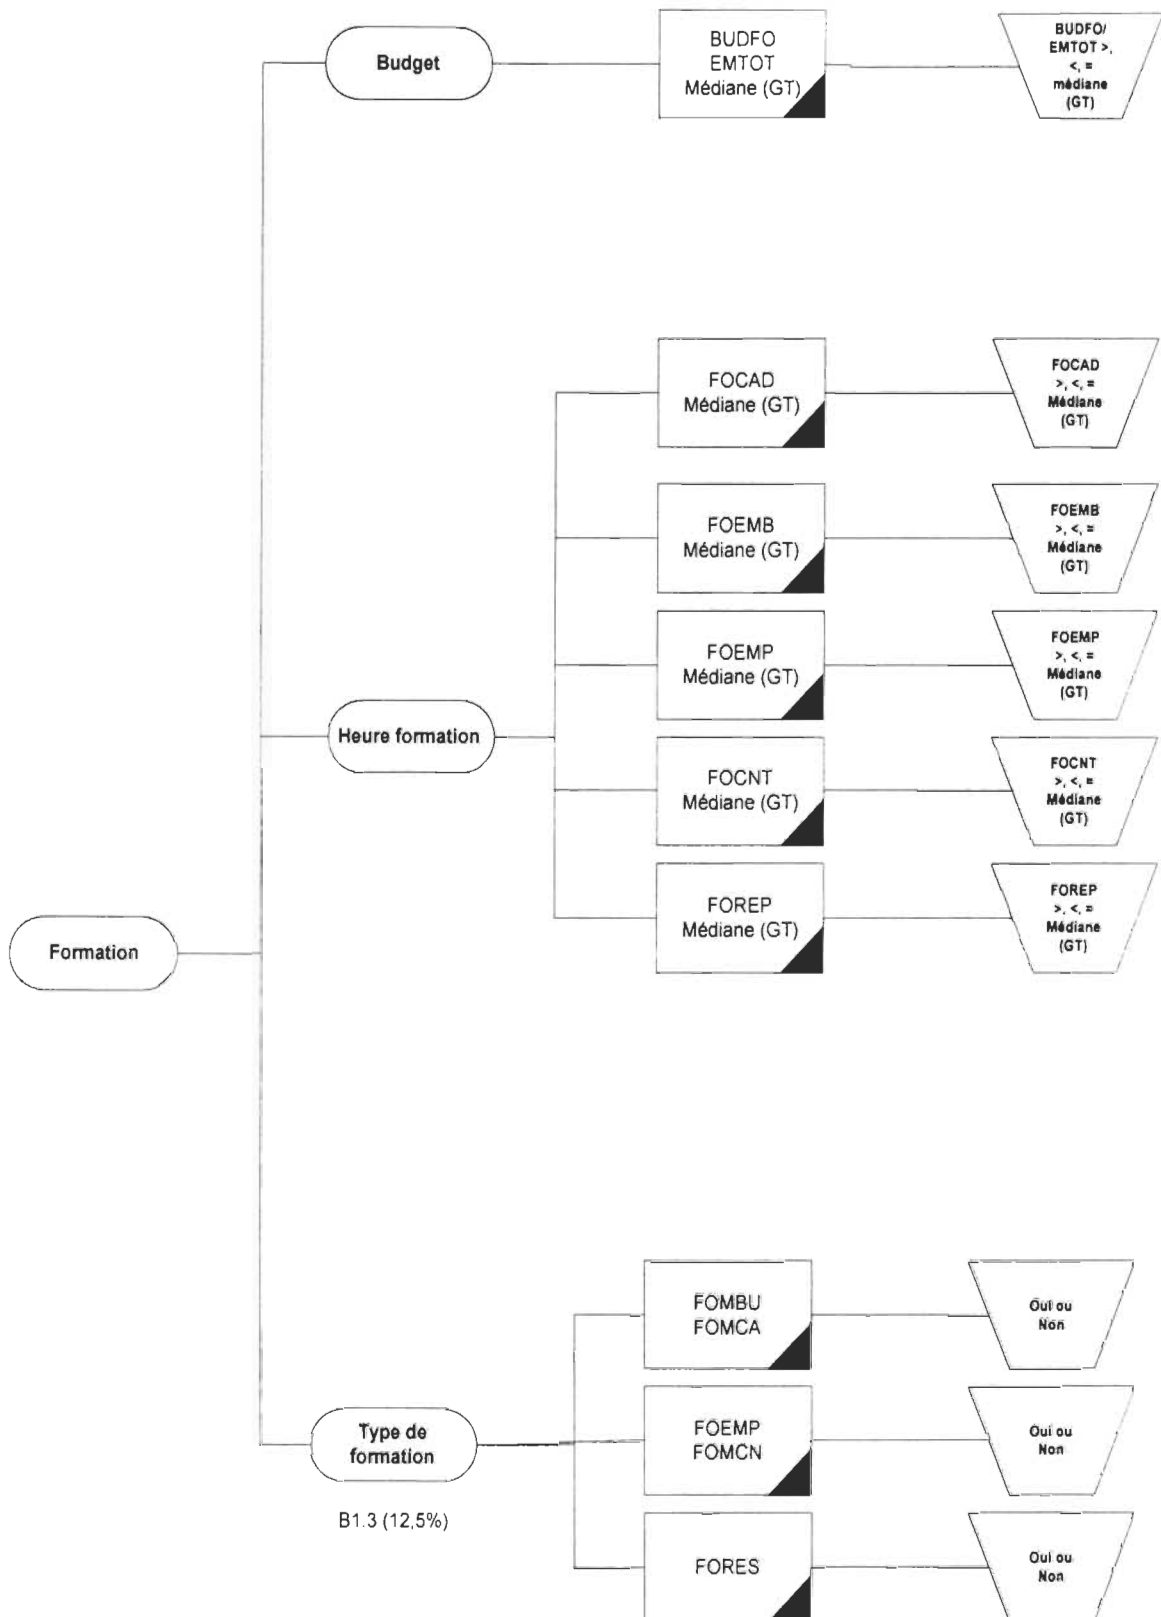 Budget
BUDFO
EMTOT
Médiane (GT)
BUDFO/
EMTOT >,
<, =
médiane
(GT)
FOCAD
Médiane (GT)
FOCAD
>, <, =
Médiane
(GT)
FOEMB
Médiane (GT)
FOEMB
>, <, =
Médiane
(GT)
FOEMP
Médiane (GT)
FOEMP
>, <, =
Médiane
(GT)
Heure formation
FOCNT
Médiane (GT)
FOCNT
>, <, =
Médiane
(GT)
FOREP
Médiane (GT)
FOREP
>, <, =
Médiane
(GT)
Formation
FOMBU
FOMCA
Oui ou
Non
Type de
formation
FOEMP
FOMCN
Oui ou
Non
B1.3 (12,5%)
FORES
Oui ou
Non